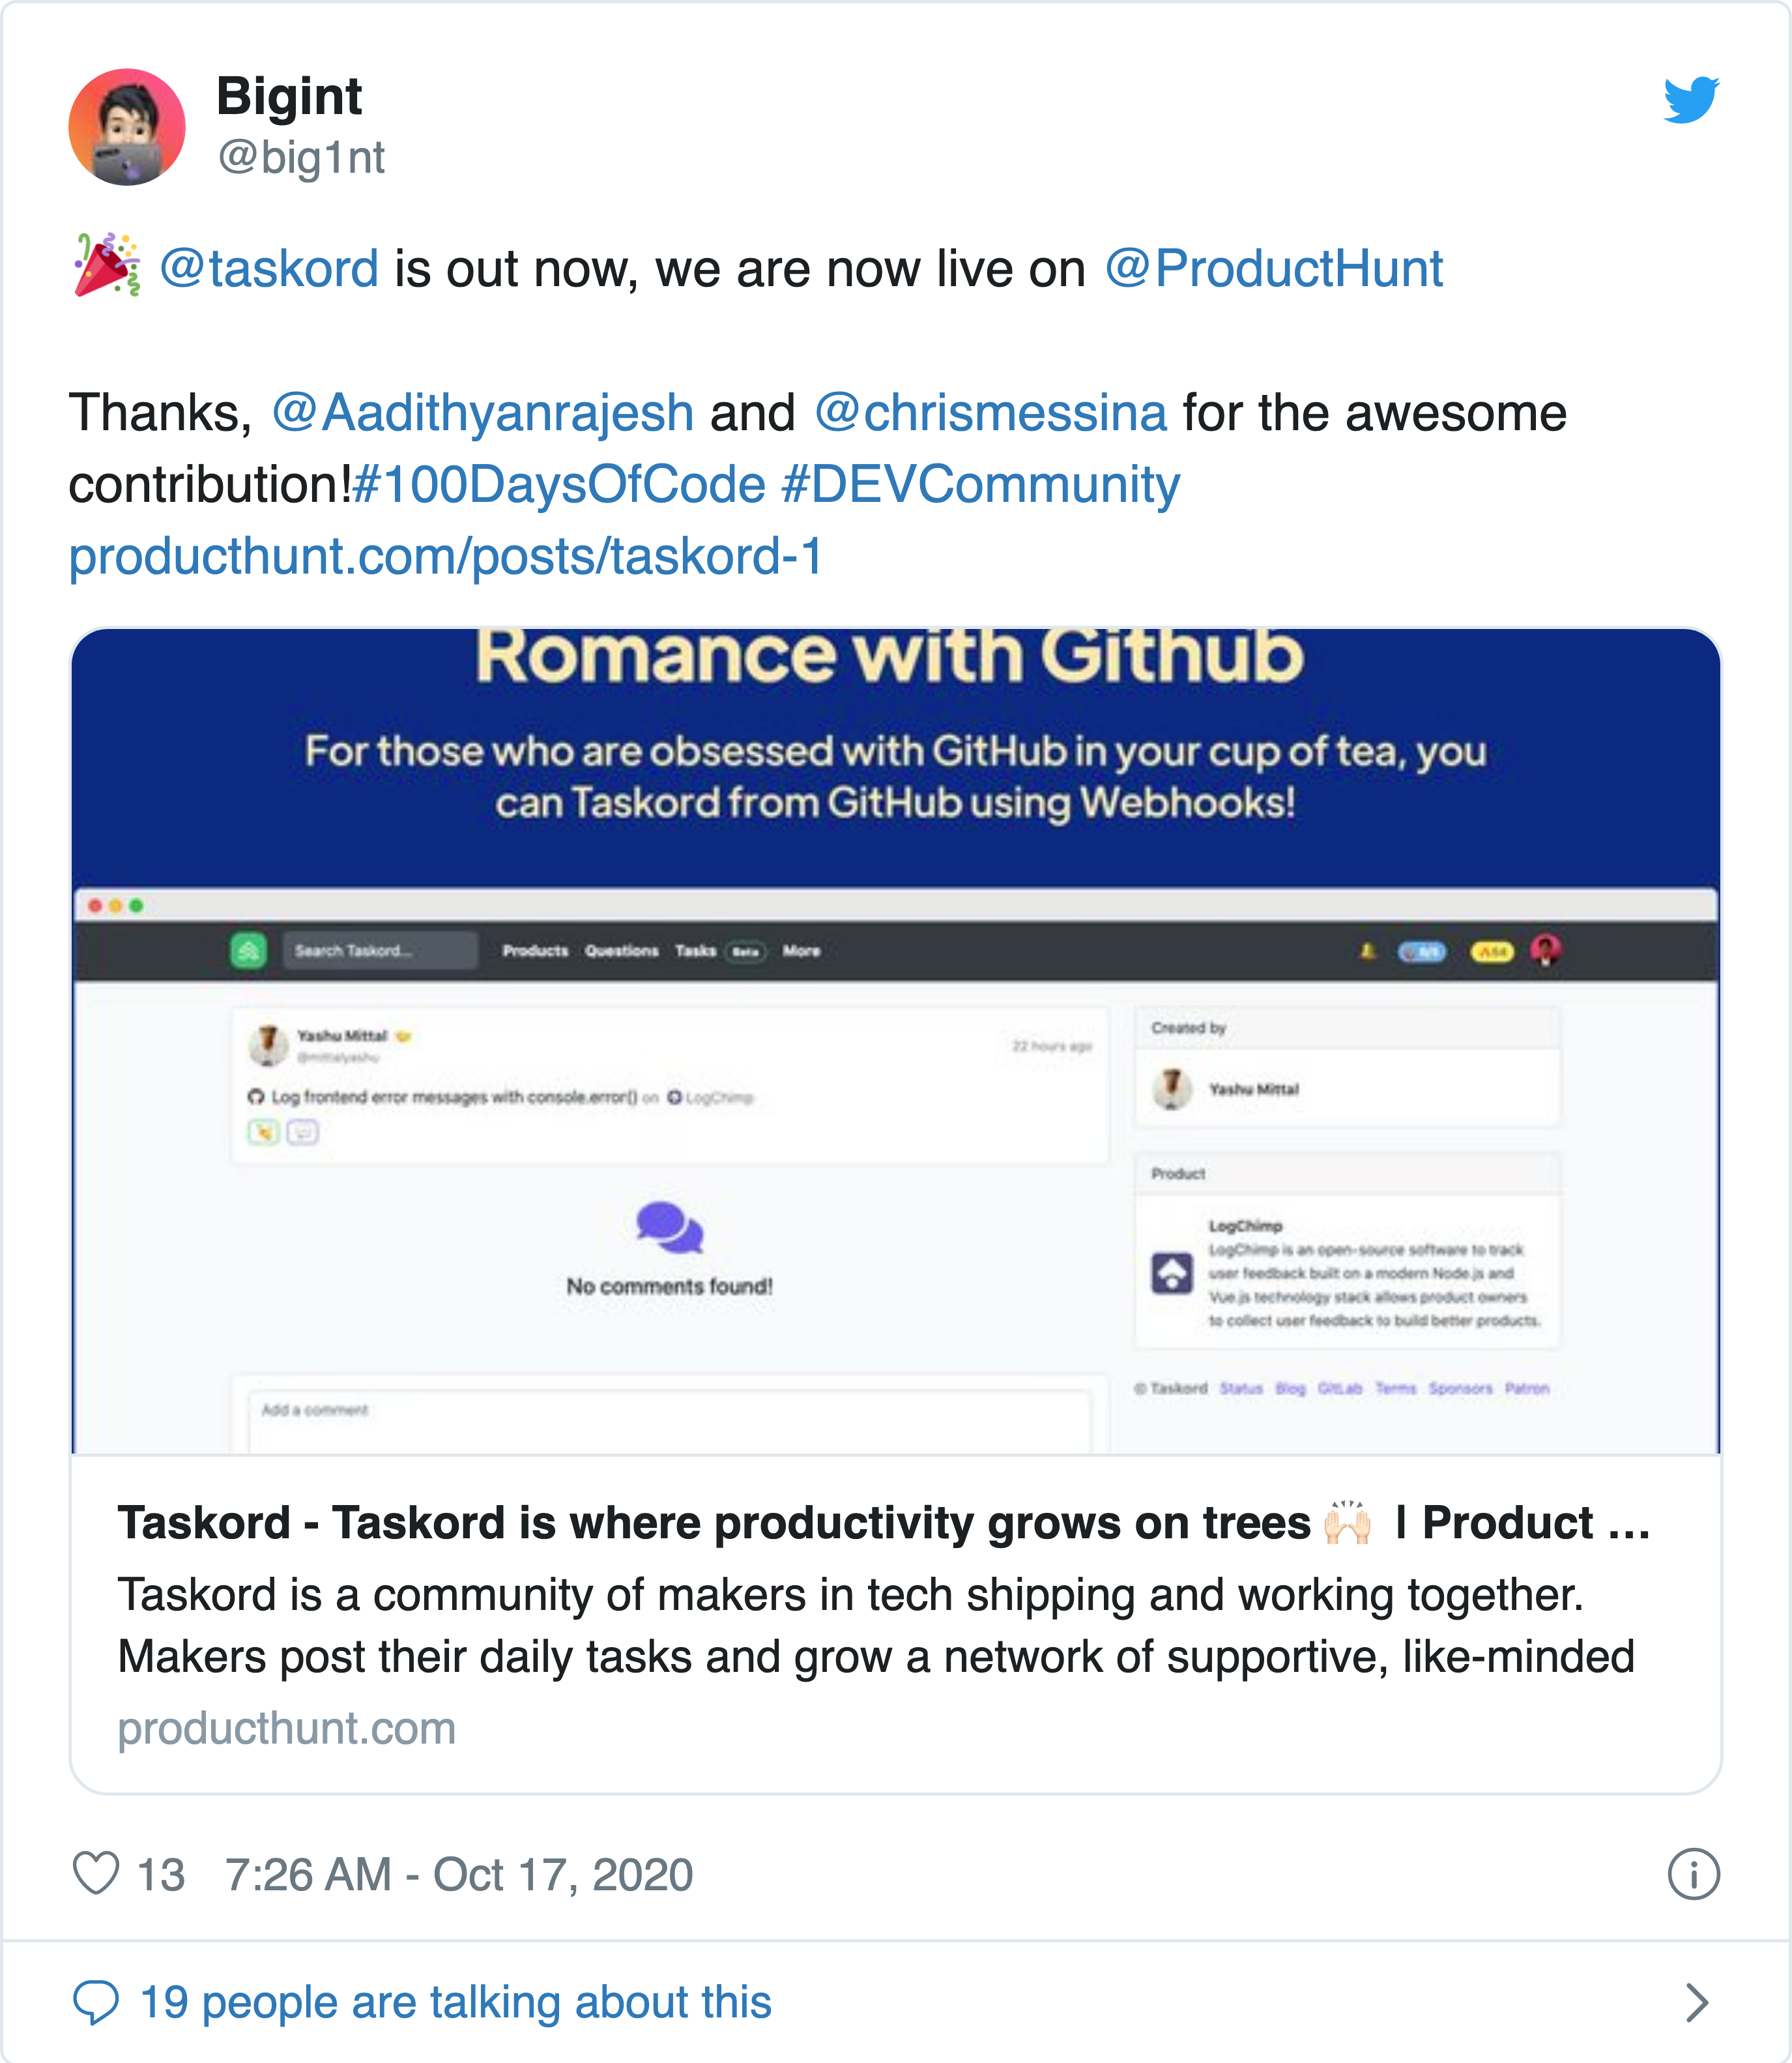 Bigint
@big1nt
🎉 @taskord is out now, we are now live on @ProductHunt
Thanks, @Aadithyanrajesh and @chrismessina for the awesome
contribution!#100DaysOfCode #DEVCommunity
producthunt.com/posts/taskord-1
Romance with Github
For those who are obsessed with GitHub in your cup of tea, you
can Taskord from GitHub using Webhooks!
Search Taskord... Products Questions Tasks Beta More
Yashu Mittal
@mittalyashu
22 hours ago
Log frontend error messages with console.error() on LogChimp
No comments found!
Add a comment
Created by
Yashu Mittal
Product
LogChimp
LogChimp is an open-source software to track
user feedback built on a modern Node.js and
Vue.js technology stack allows product owners
to collect user feedback to build better products.
© Taskord Status Blog GitLab Terms Sponsors Patron
Taskord - Taskord is where productivity grows on trees 🙌🏻 | Product ...
Taskord is a community of makers in tech shipping and working together.
Makers post their daily tasks and grow a network of supportive, like-minded
producthunt.com
13 7:26 AM - Oct 17, 2020
19 people are talking about this